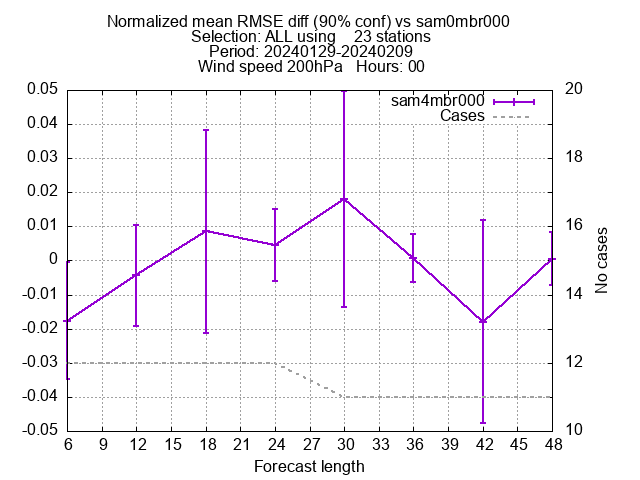 Normalized mean RMSE diff (90% conf) vs sam0mbr000
Selection: ALL using    23 stations
Period: 20240129-20240209
Wind speed 200hPa   Hours: 00
sam4mbr000
Cases
0.05
0.04
0.03
0.02
0.01
0
-0.01
-0.02
-0.03
-0.04
-0.05
20
18
16
14
12
10
No cases
6 9 12 15 18 21 24 27 30 33 36 39 42 45 48
Forecast length